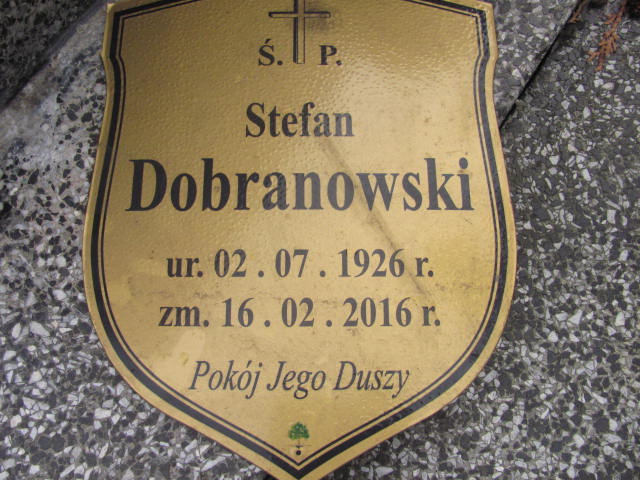 Ś. P.
Stefan
Dobranowski
ur. 02 . 07 . 1926 r.
zm. 16 . 02 . 2016 r.
Pokój Jego Duszy